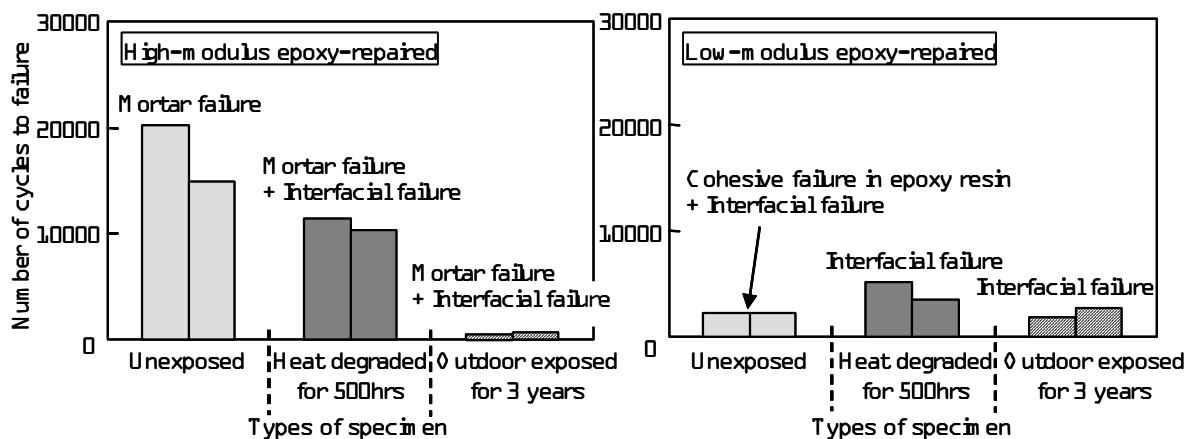 Number of cycles to failure
30000
20000
10000
0
High-modulus epoxy-repaired
Mortar failure
Mortar failure
+ Interfacial failure
Mortar failure
+ Interfacial failure
Unexposed
Heat degraded
for 500hrs
Outdoor exposed
for 3 years
Types of specimen
30000
20000
10000
0
Low-modulus epoxy-repaired
Cohesive failure in epoxy resin
+ Interfacial failure
Interfacial failure
Interfacial failure
Unexposed
Heat degraded
for 500hrs
Outdoor exposed
for 3 years
Types of specimen